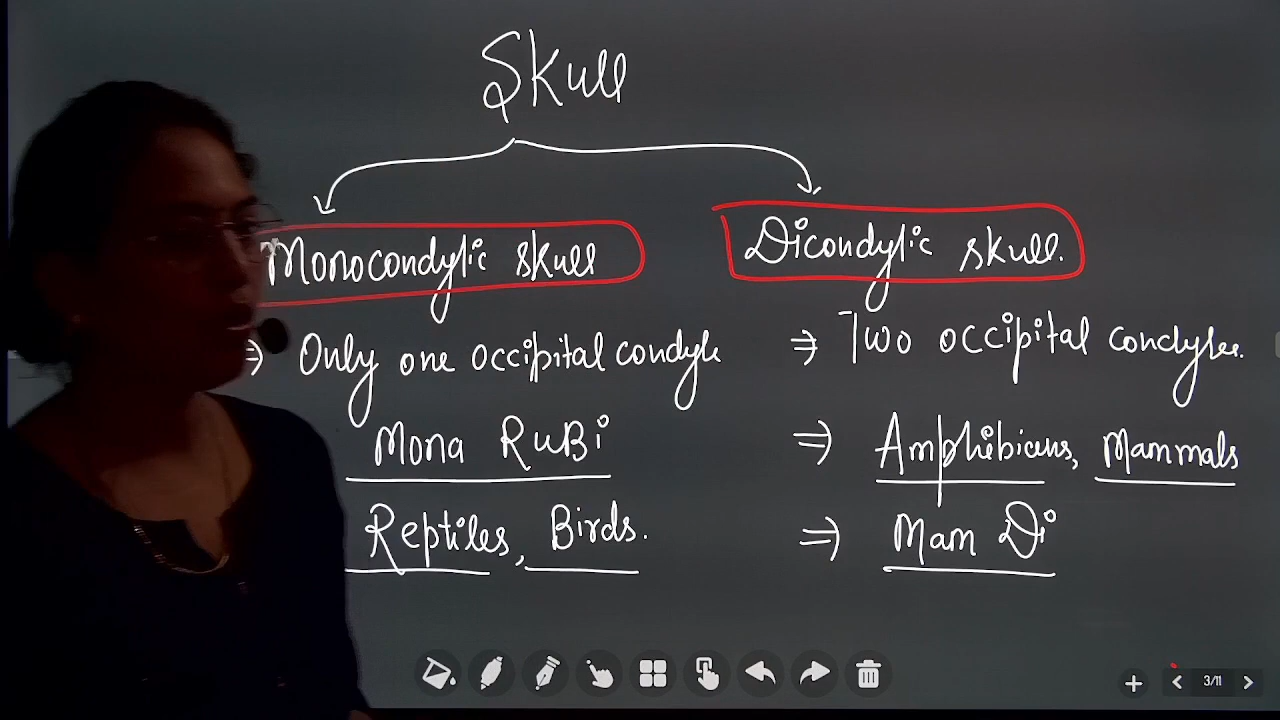 Skull
Monocondylic skull
⇒ Only one occipital condyle
Mona RuBi
Reptiles, Birds.
Dicondylic skull.
⇒ Two occipital condyles.
⇒ Amphibians, Mammals
⇒ Mam Di
3/11